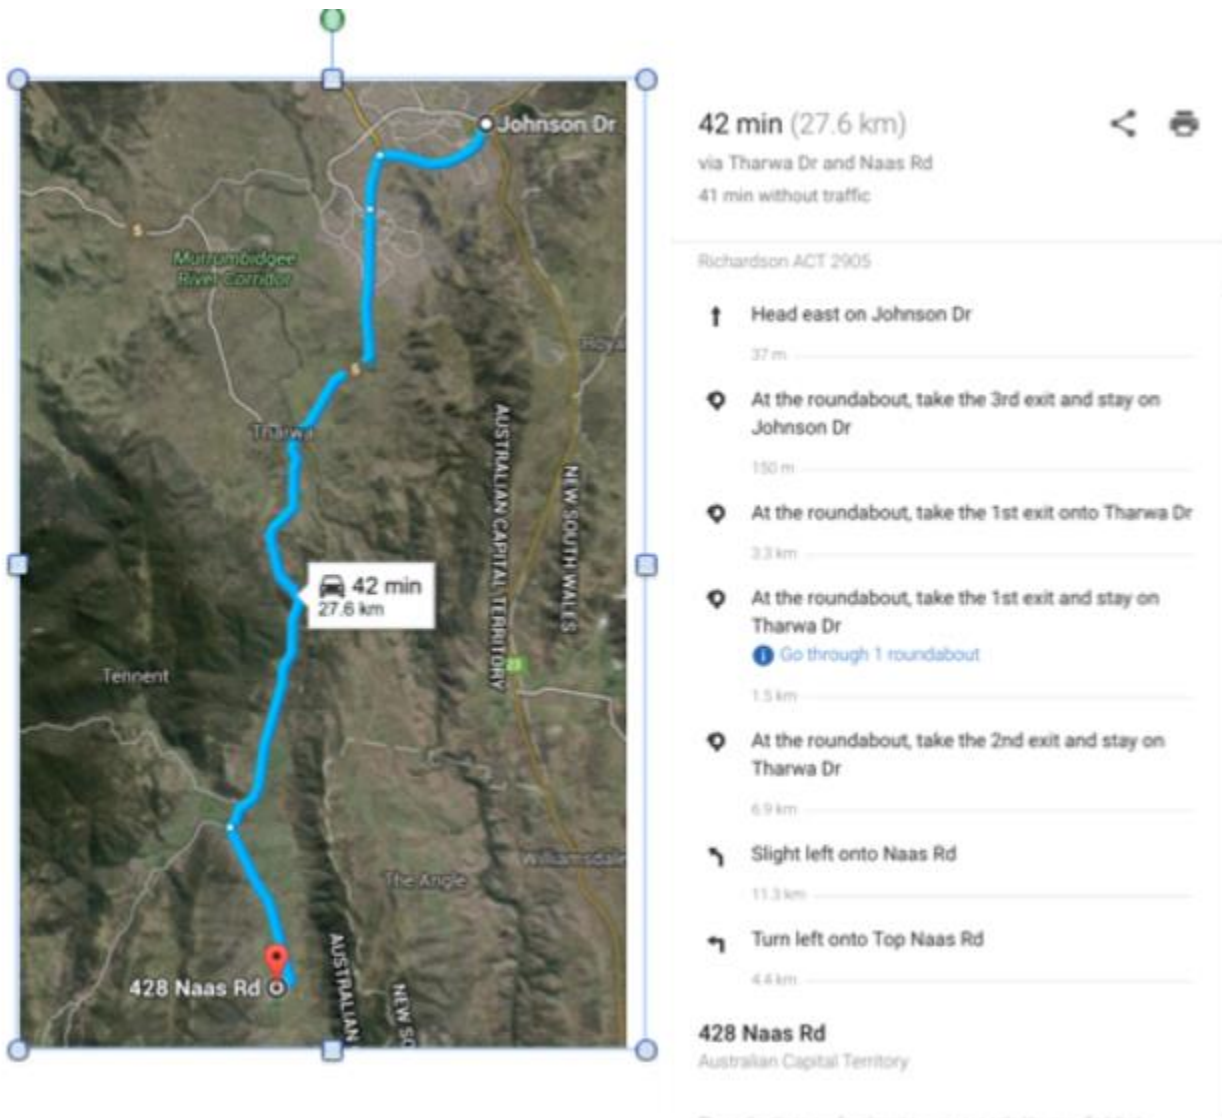 Johnson Dr
Murrumbidgee
River Corridor
Tharwa
AUSTRALIAN CAPITAL TERRITORY
NEW SOUTH WALES
42 min
27.6 km
Tennent
23
Williamsdale
The Angle
428 Naas Rd
AUSTRALIAN
NEW SO
42 min (27.6 km)
via Tharwa Dr and Naas Rd
41 min without traffic
Richardson ACT 2905
Head east on Johnson Dr
37 m
At the roundabout, take the 3rd exit and stay on
Johnson Dr
150 m
At the roundabout, take the 1st exit onto Tharwa Dr
3.3 km
At the roundabout, take the 1st exit and stay on
Tharwa Dr
Go through 1 roundabout
1.5 km
At the roundabout, take the 2nd exit and stay on
Tharwa Dr
6.9 km
Slight left onto Naas Rd
11.3 km
Turn left onto Top Naas Rd
4.4 km
428 Naas Rd
Australian Capital Territory